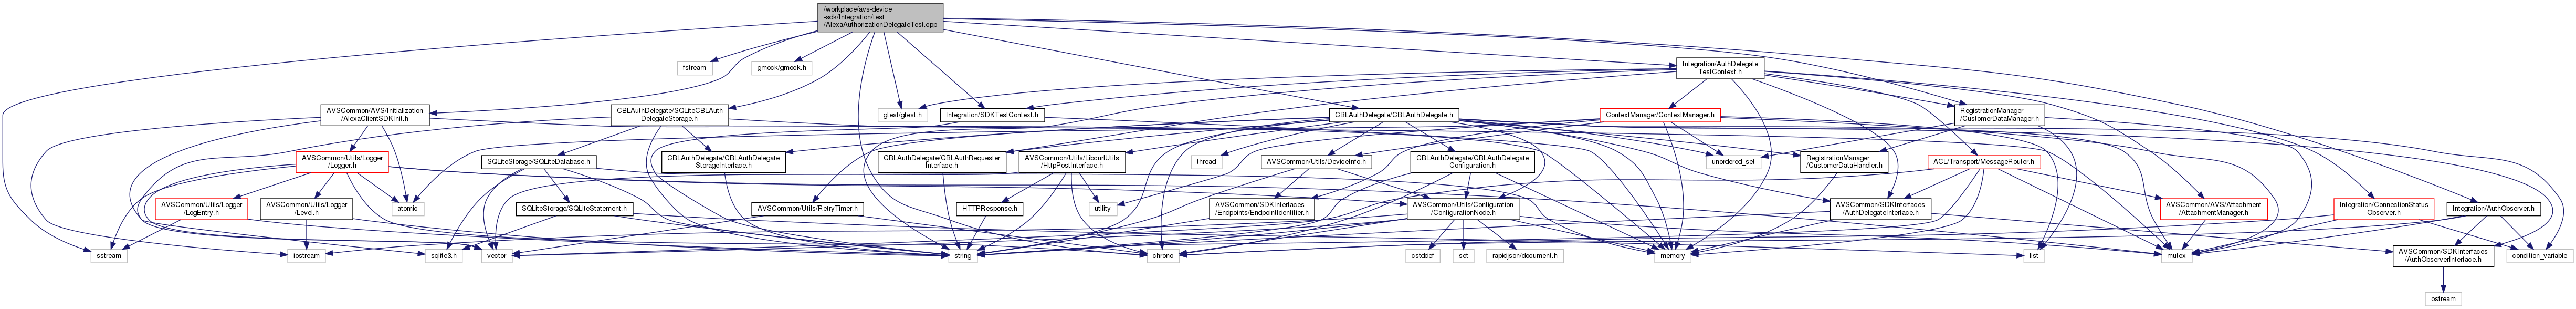 /workplace/avs-device
-sdk/Integration/test
/AlexaAuthorizationDelegateTest.cpp
fstream
gmock/gmock.h
Integration/AuthDelegate
TestContext.h
AVSCommon/AVS/Initialization
/AlexaClientSDKInit.h
CBLAuthDelegate/SQLiteCBLAuth
DelegateStorage.h
gtest/gtest.h
Integration/SDKTestContext.h
CBLAuthDelegate/CBLAuthDelegate.h
ContextManager/ContextManager.h
RegistrationManager
/CustomerDataManager.h
AVSCommon/Utils/Logger
/Logger.h
SQLiteStorage/SQLiteDatabase.h
CBLAuthDelegate/CBLAuthDelegate
StorageInterface.h
CBLAuthDelegate/CBLAuthRequester
Interface.h
AVSCommon/Utils/LibcurlUtils
/HttpPostInterface.h
thread
AVSCommon/Utils/DeviceInfo.h
CBLAuthDelegate/CBLAuthDelegate
Configuration.h
unordered_set
RegistrationManager
/CustomerDataHandler.h
ACL/Transport/MessageRouter.h
AVSCommon/Utils/Logger
/LogEntry.h
AVSCommon/Utils/Logger
/Level.h
atomic
SQLiteStorage/SQLiteStatement.h
AVSCommon/Utils/RetryTimer.h
HTTPResponse.h
utility
AVSCommon/SDKInterfaces
/Endpoints/EndpointIdentifier.h
AVSCommon/Utils/Configuration
/ConfigurationNode.h
AVSCommon/SDKInterfaces
/AuthDelegateInterface.h
AVSCommon/AVS/Attachment
/AttachmentManager.h
Integration/ConnectionStatus
Observer.h
Integration/AuthObserver.h
sstream
iostream
sqlite3.h
vector
string
chrono
cstddef
set
rapidjson/document.h
memory
list
mutex
AVSCommon/SDKInterfaces
/AuthObserverInterface.h
condition_variable
ostream